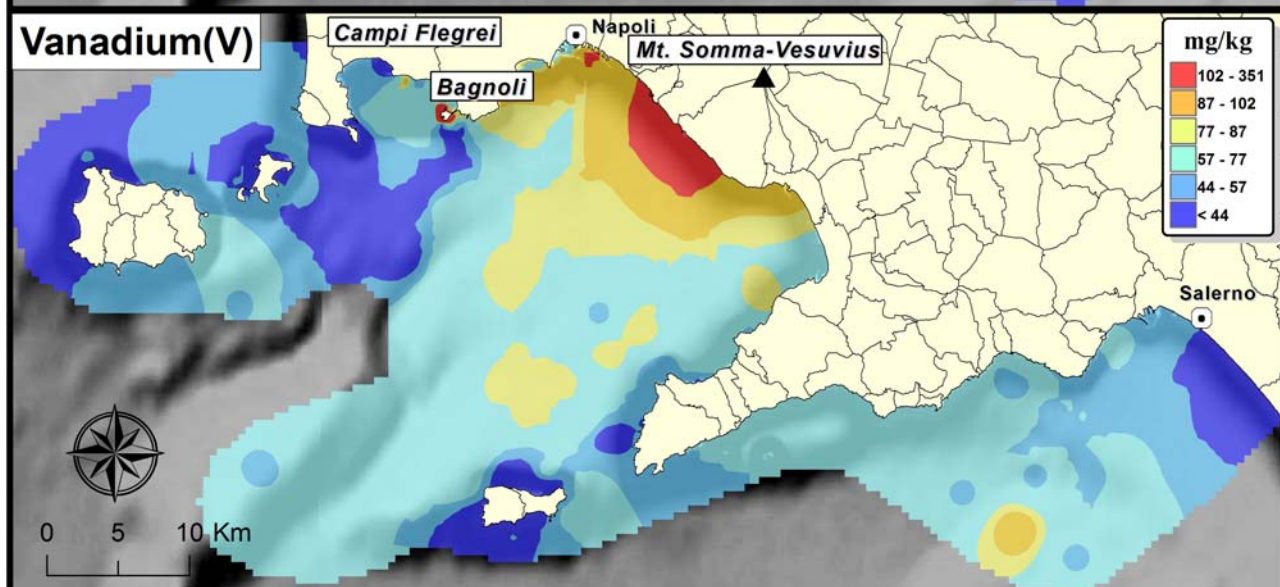 Vanadium(V)
Campi Flegrei
Napoli
Mt. Somma-Vesuvius
Bagnoli
mg/kg
102 - 351
87 - 102
77 - 87
57 - 77
44 - 57
< 44
Salerno
0 5 10 Km